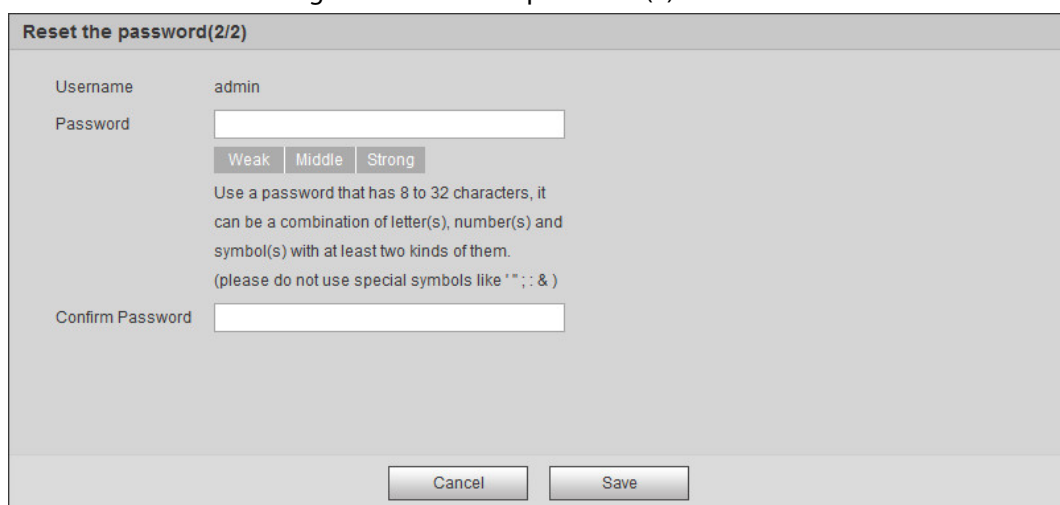 Reset the password(2/2)
Username admin
Password
Weak Middle Strong
Use a password that has 8 to 32 characters, it
can be a combination of letter(s), number(s) and
symbol(s) with at least two kinds of them.
(please do not use special symbols like ' " ; : & )
Confirm Password
Cancel Save